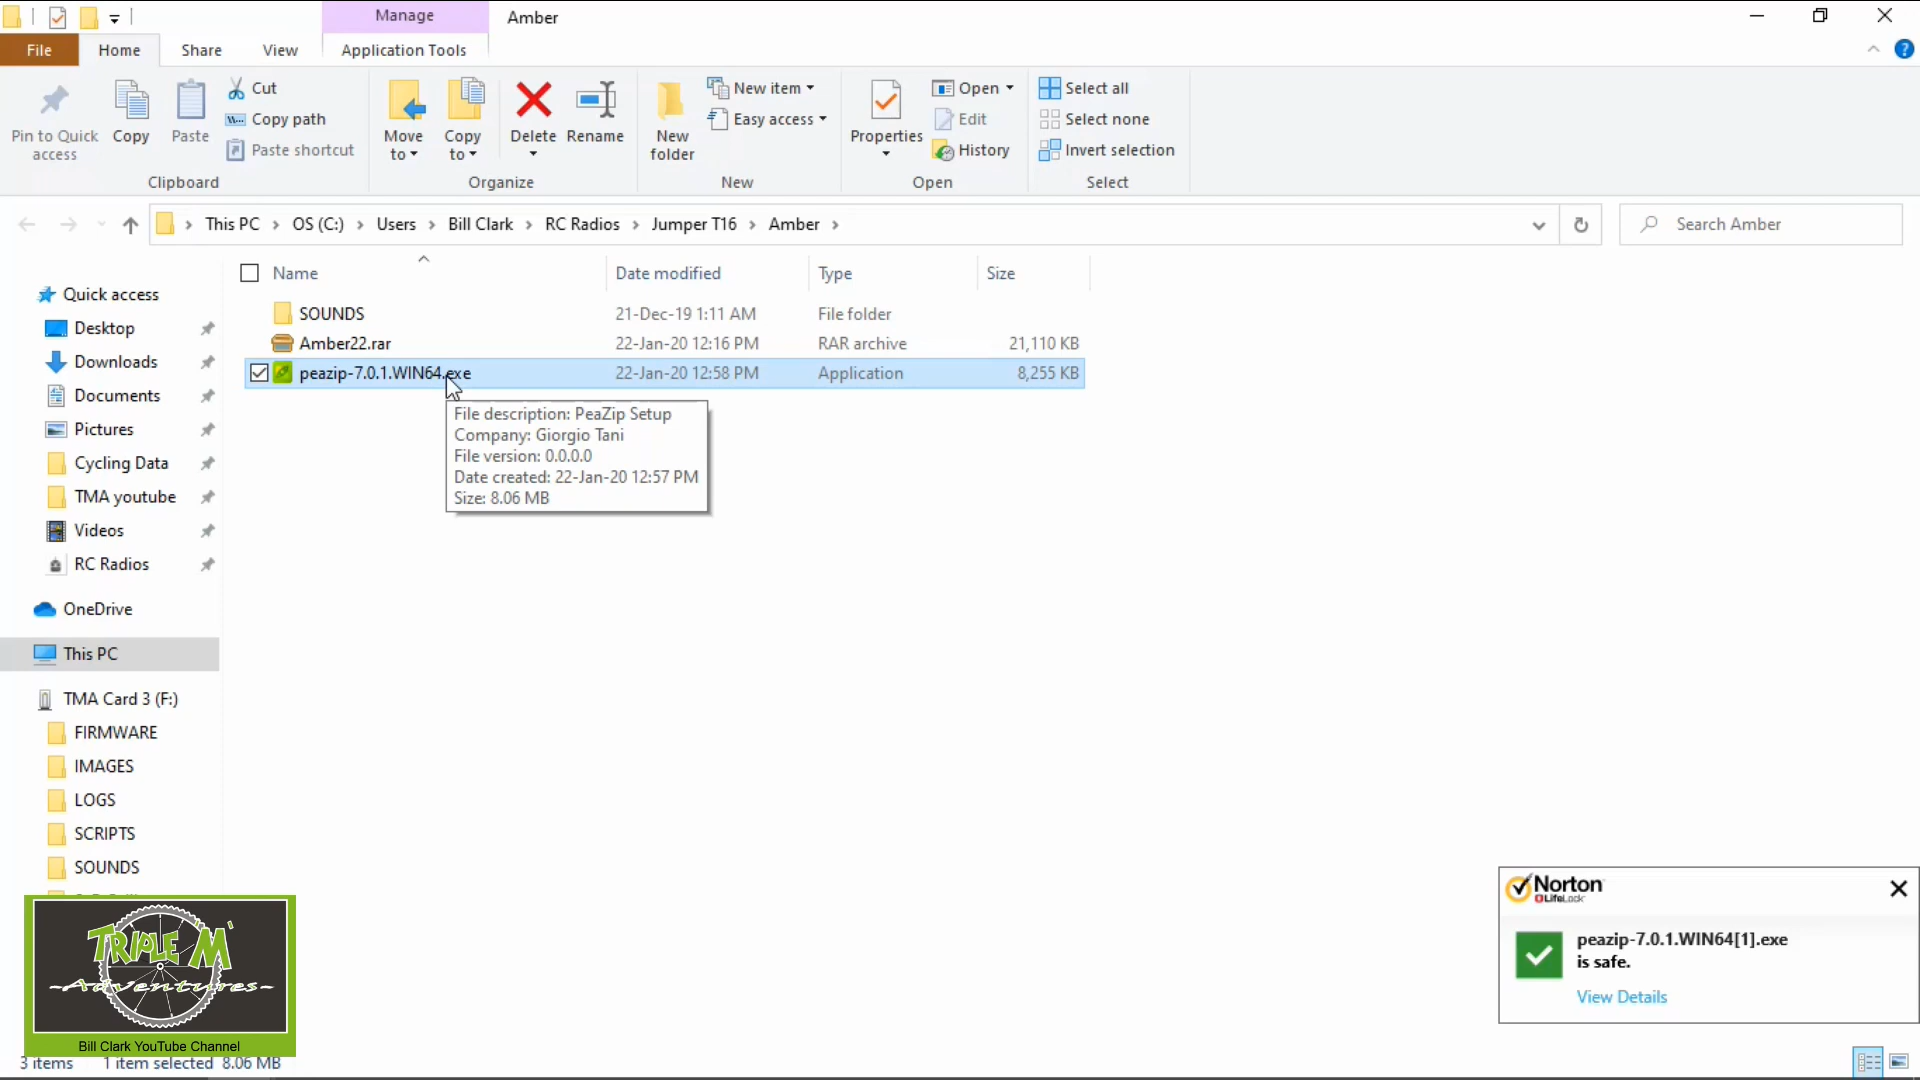 Manage
Amber
File
Home
Share
View
Application Tools
Pin to Quick
access
Copy
Paste
Cut
Copy path
Paste shortcut
Clipboard
Move
to
Copy
to
Delete
Rename
Organize
New
folder
New item
Easy access
New
Properties
Open
Edit
History
Open
Select all
Select none
Invert selection
Select
This PC > OS (C:) > Users > Bill Clark > RC Radios > Jumper T16 > Amber >
Search Amber
Name Date modified Type Size
SOUNDS 21-Dec-19 1:11 AM File folder
Amber22.rar 22-Jan-20 12:16 PM RAR archive 21,110 KB
peazip-7.0.1.WIN64.exe 22-Jan-20 12:58 PM Application 8,255 KB
File description: PeaZip Setup
Company: Giorgio Tani
File version: 0.0.0.0
Date created: 22-Jan-20 12:57 PM
Size: 8.06 MB
Quick access
Desktop
Downloads
Documents
Pictures
Cycling Data
TMA youtube
Videos
RC Radios
OneDrive
This PC
TMA Card 3 (F:)
FIRMWARE
IMAGES
LOGS
SCRIPTS
SOUNDS
TRIPLE M
-Adventures-
Bill Clark YouTube Channel
3 items 1 item selected 8.06 MB
Norton
LifeLock
peazip-7.0.1.WIN64[1].exe
is safe.
View Details